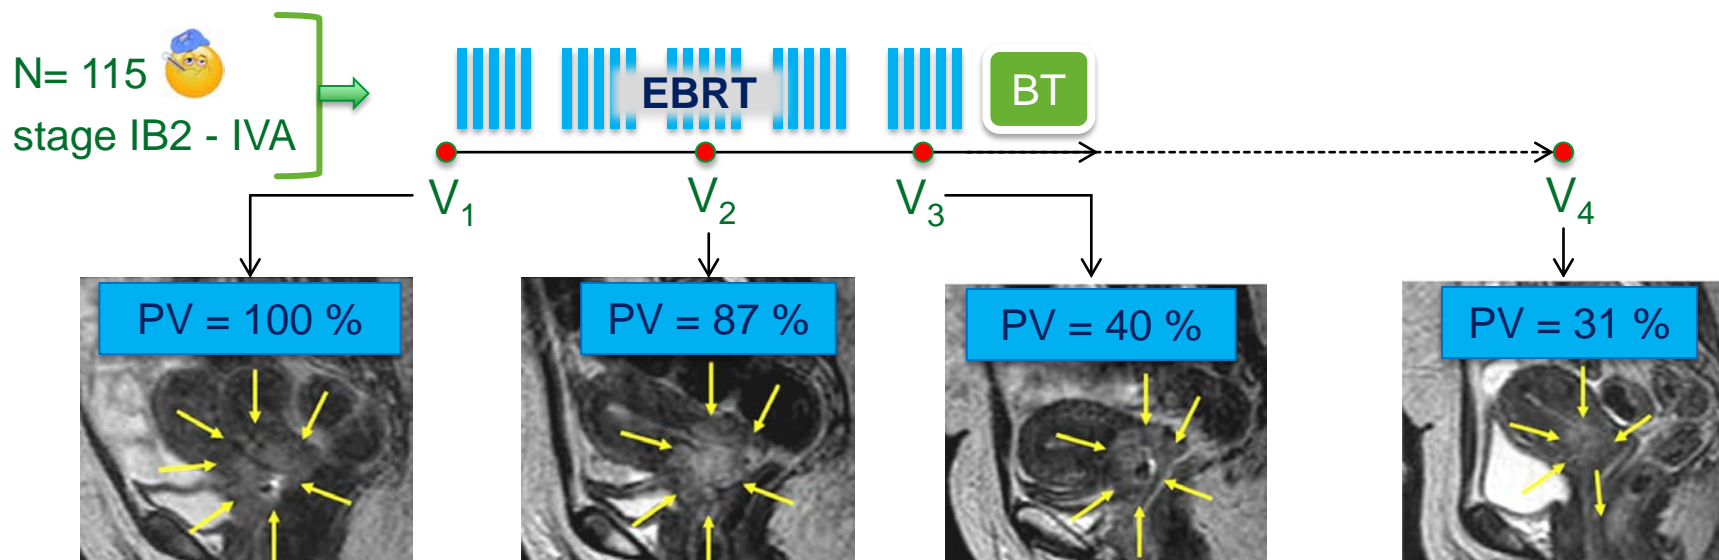 N= 115
stage IB2 - IVA
EBRT
BT
V1
V2
V3
V4
PV = 100 %
PV = 87 %
PV = 40 %
PV = 31 %